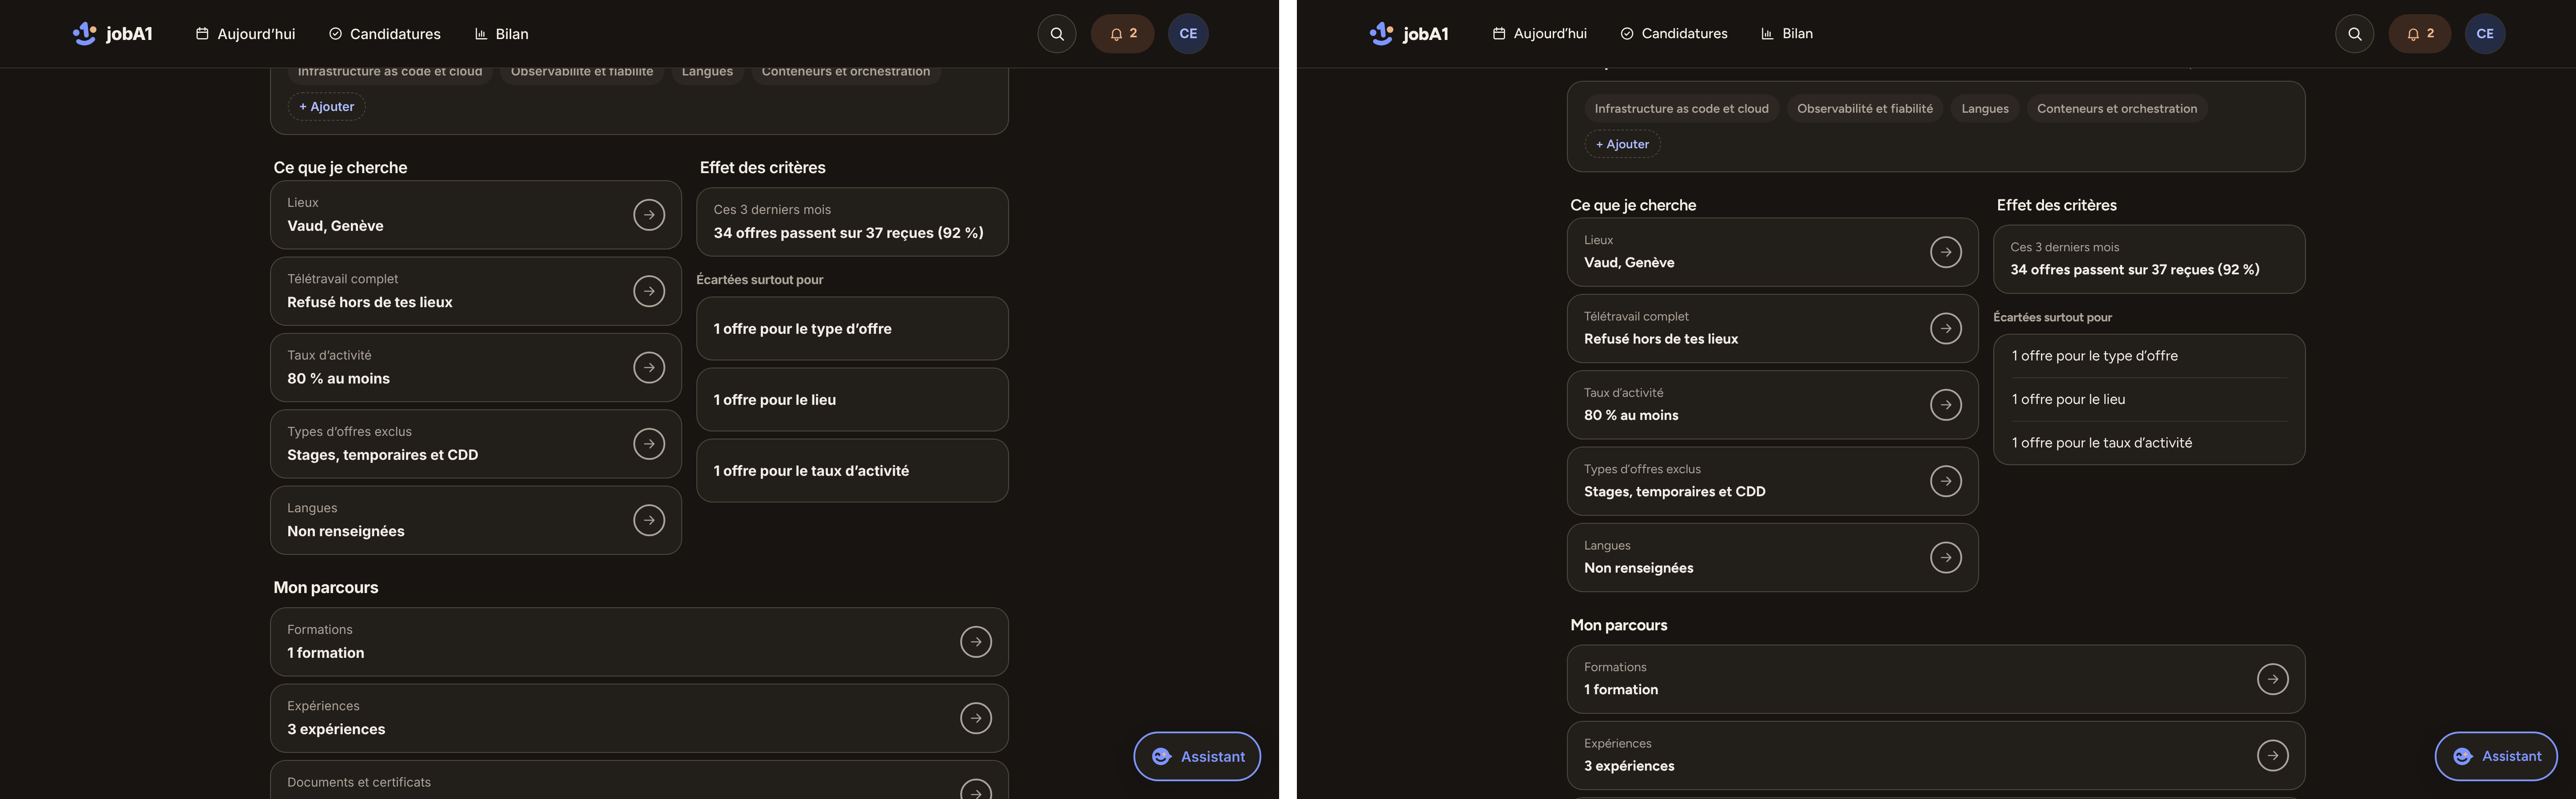 jobA1 Aujourd'hui Candidatures Bilan 2 CE
Infrastructure as code et cloud Observabilité et fiabilité Langues Conteneurs et orchestration
+ Ajouter
Ce que je cherche
Lieux
Vaud, Genève
Télétravail complet
Refusé hors de tes lieux
Taux d'activité
80 % au moins
Types d'offres exclus
Stages, temporaires et CDD
Langues
Non renseignées
Effet des critères
Ces 3 derniers mois
34 offres passent sur 37 reçues (92 %)
Écartées surtout pour
1 offre pour le type d'offre
1 offre pour le lieu
1 offre pour le taux d'activité
Mon parcours
Formations
1 formation
Expériences
3 expériences
Documents et certificats
Assistant
jobA1 Aujourd'hui Candidatures Bilan 2 CE
Infrastructure as code et cloud Observabilité et fiabilité Langues Conteneurs et orchestration
+ Ajouter
Ce que je cherche
Lieux
Vaud, Genève
Télétravail complet
Refusé hors de tes lieux
Taux d'activité
80 % au moins
Types d'offres exclus
Stages, temporaires et CDD
Langues
Non renseignées
Effet des critères
Ces 3 derniers mois
34 offres passent sur 37 reçues (92 %)
Écartées surtout pour
1 offre pour le type d'offre
1 offre pour le lieu
1 offre pour le taux d'activité
Mon parcours
Formations
1 formation
Expériences
3 expériences
Assistant